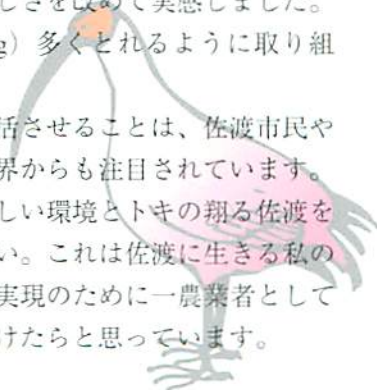 しさを改めて実感しました。
g）多くとれるように取り組
活させることは、佐渡市民や
界からも注目されています。
しい環境とトキの翔る佐渡を
い。これは佐渡に生きる私の
実現のために一農業者として
けたらと思っています。